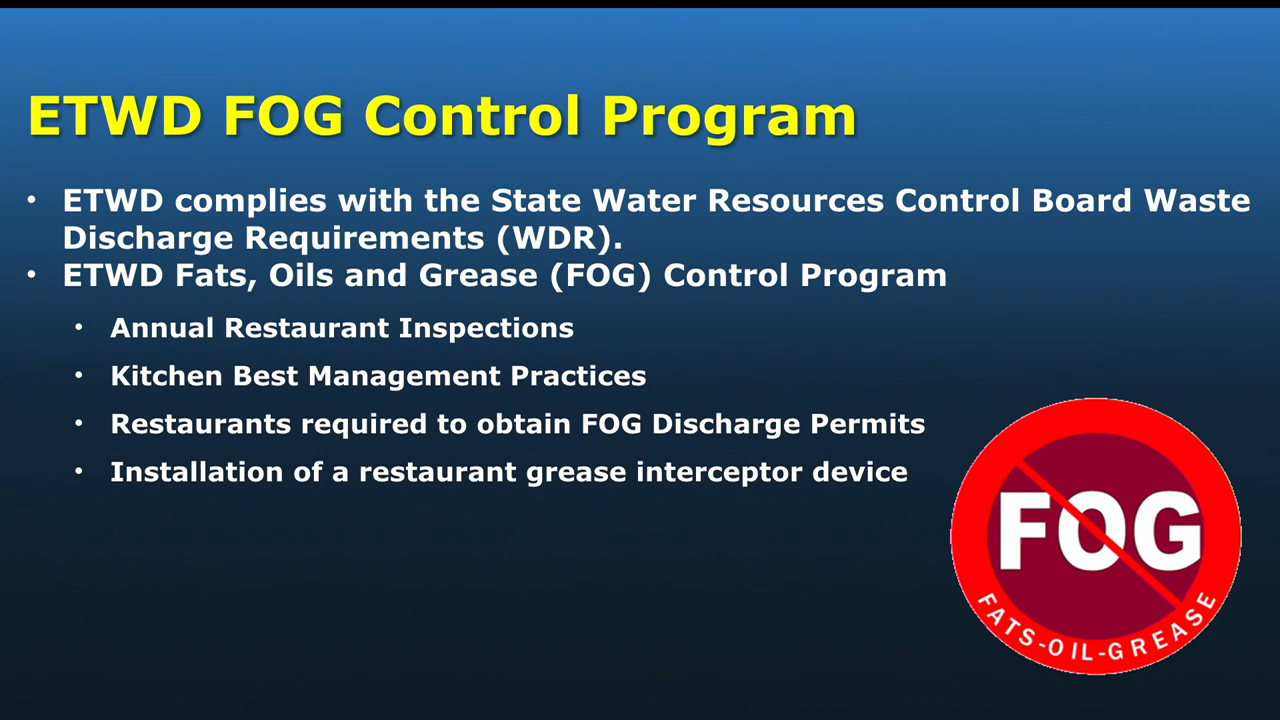 ETWD FOG Control Program
• ETWD complies with the State Water Resources Control Board Waste
Discharge Requirements (WDR).
• ETWD Fats, Oils and Grease (FOG) Control Program
• Annual Restaurant Inspections
• Kitchen Best Management Practices
• Restaurants required to obtain FOG Discharge Permits
• Installation of a restaurant grease interceptor device
FOG
FATS-OIL-GREASE